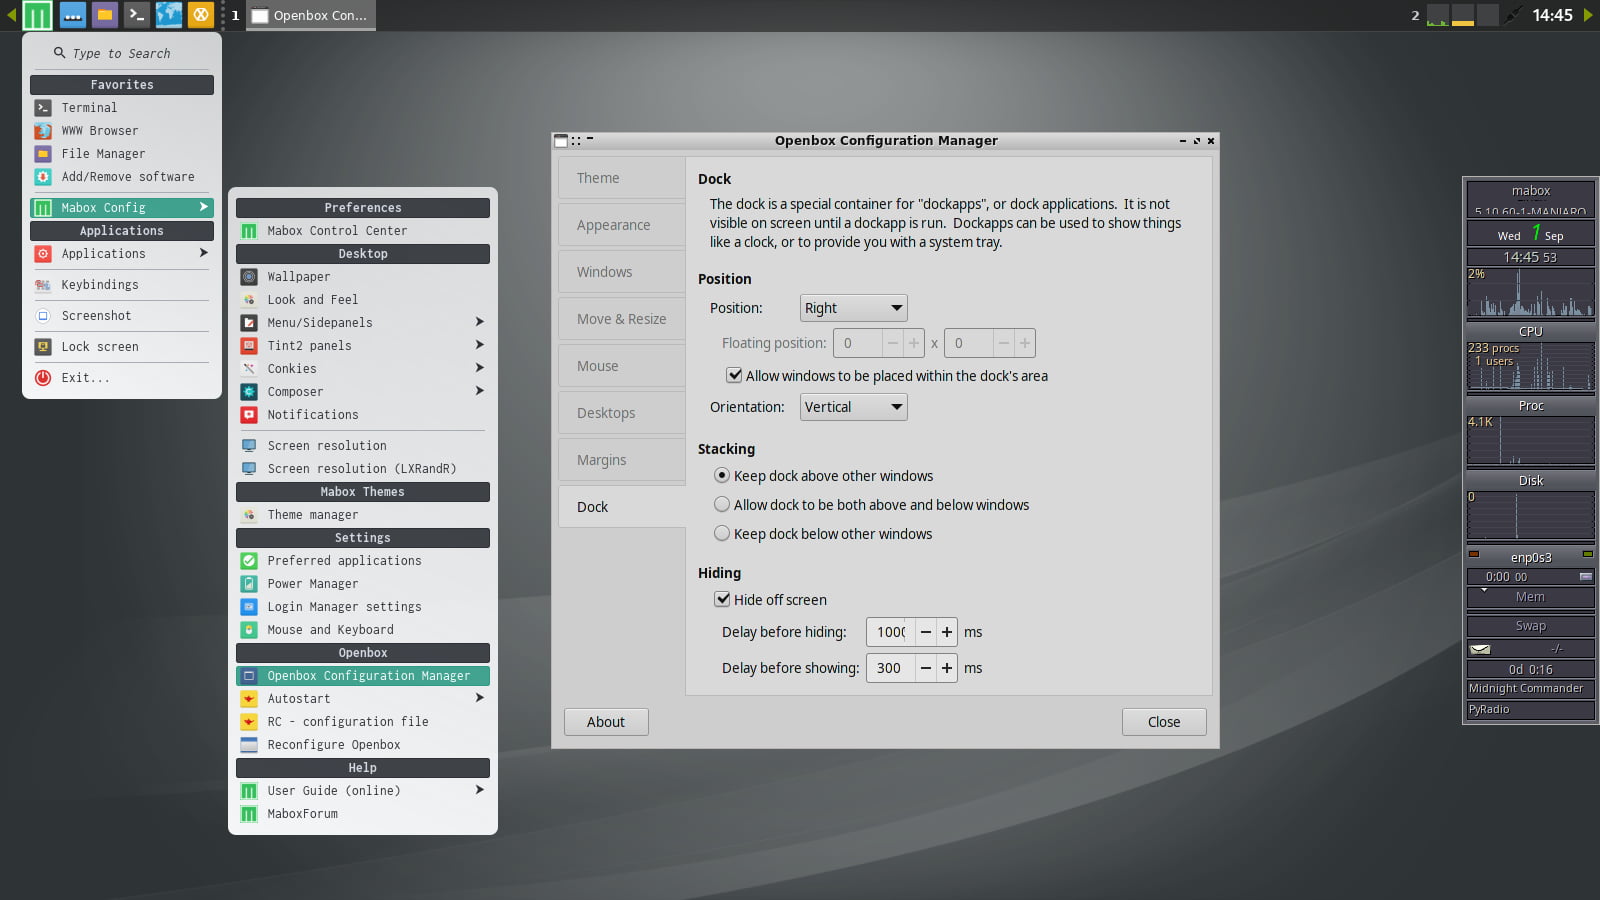 1
Openbox Con...
2
14:45
Type to Search
Favorites
Terminal
WWW Browser
File Manager
Add/Remove software
Mabox Config
Applications
Applications
Keybindings
Screenshot
Lock screen
Exit...
Preferences
Mabox Control Center
Desktop
Wallpaper
Look and Feel
Menu/Sidepanels
Tint2 panels
Conkies
Composer
Notifications
Screen resolution
Screen resolution (LXRandR)
Mabox Themes
Theme manager
Settings
Preferred applications
Power Manager
Login Manager settings
Mouse and Keyboard
Openbox
Openbox Configuration Manager
Autostart
RC - configuration file
Reconfigure Openbox
Help
User Guide (online)
MaboxForum
Openbox Configuration Manager
Theme
Appearance
Windows
Move & Resize
Mouse
Desktops
Margins
Dock
Dock
The dock is a special container for "dockapps", or dock applications.  It is not
visible on screen until a dockapp is run.  Dockapps can be used to show things
like a clock, or to provide you with a system tray.
Position
Position: Right
Floating position: 0 x 0
Allow windows to be placed within the dock's area
Orientation: Vertical
Stacking
Keep dock above other windows
Allow dock to be both above and below windows
Keep dock below other windows
Hiding
Hide off screen
Delay before hiding: 1000 ms
Delay before showing: 300 ms
About
Close
mabox
5.10.60-1-MANJARO
Wed 1 Sep
14:45 53
2%
CPU
233 procs
1 users
Proc
4.1K
Disk
0
enp0s3
0:00 00
Mem
Swap
-/-
0d 0:16
Midnight Commander
PyRadio